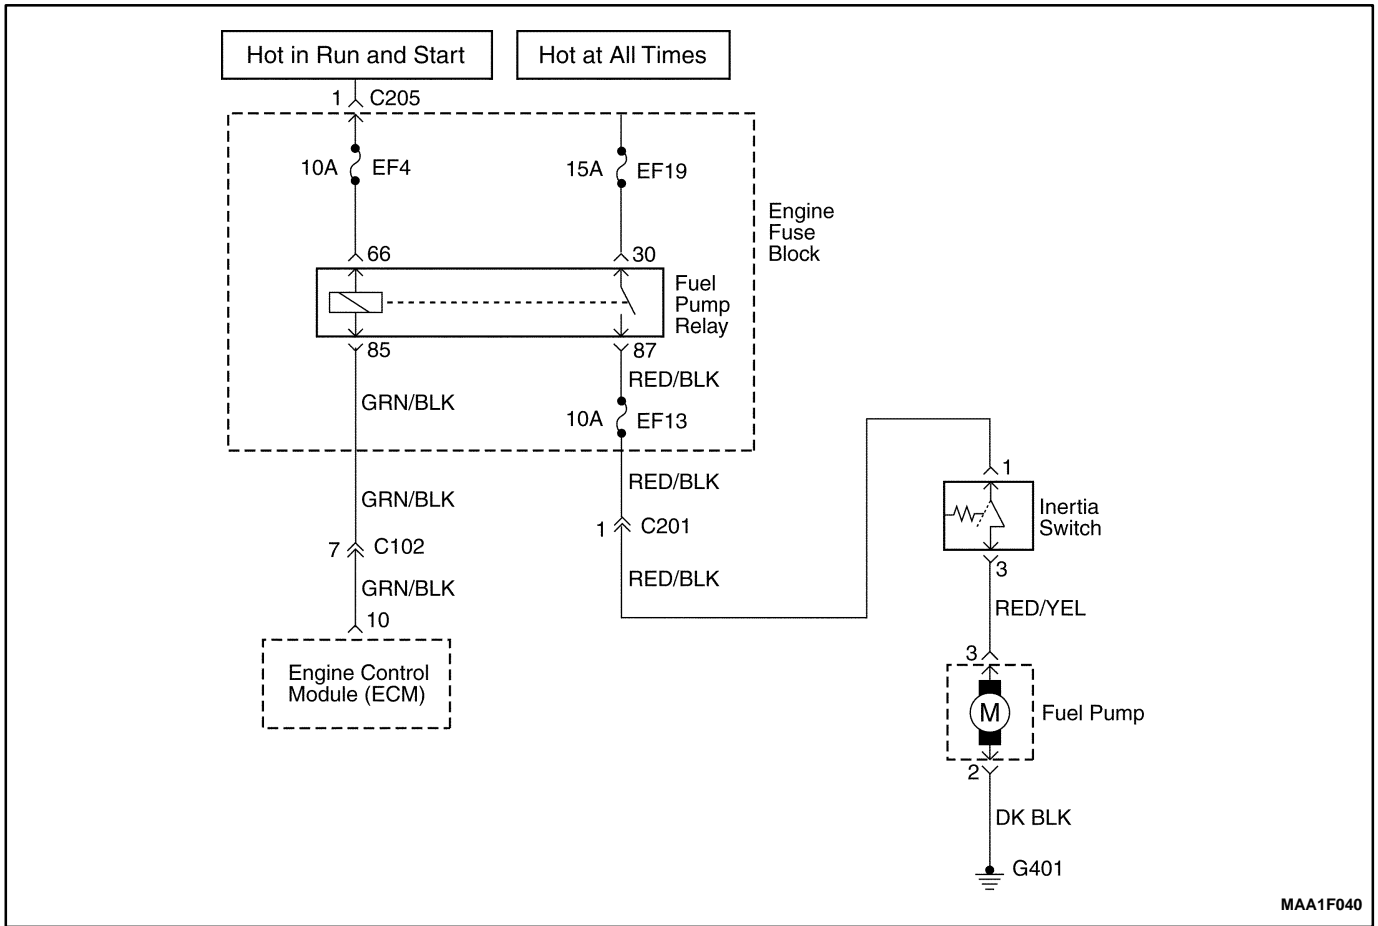 Hot in Run and Start
Hot at All Times
1
C205
10A
EF4
15A
EF19
Engine
Fuse
Block
66
30
Fuel
Pump
Relay
85
87
RED/BLK
GRN/BLK
10A
EF13
RED/BLK
GRN/BLK
1
C201
7
C102
RED/BLK
GRN/BLK
10
Engine Control
Module (ECM)
1
Inertia
Switch
3
RED/YEL
3
M
Fuel Pump
2
DK BLK
G401
MAA1F040